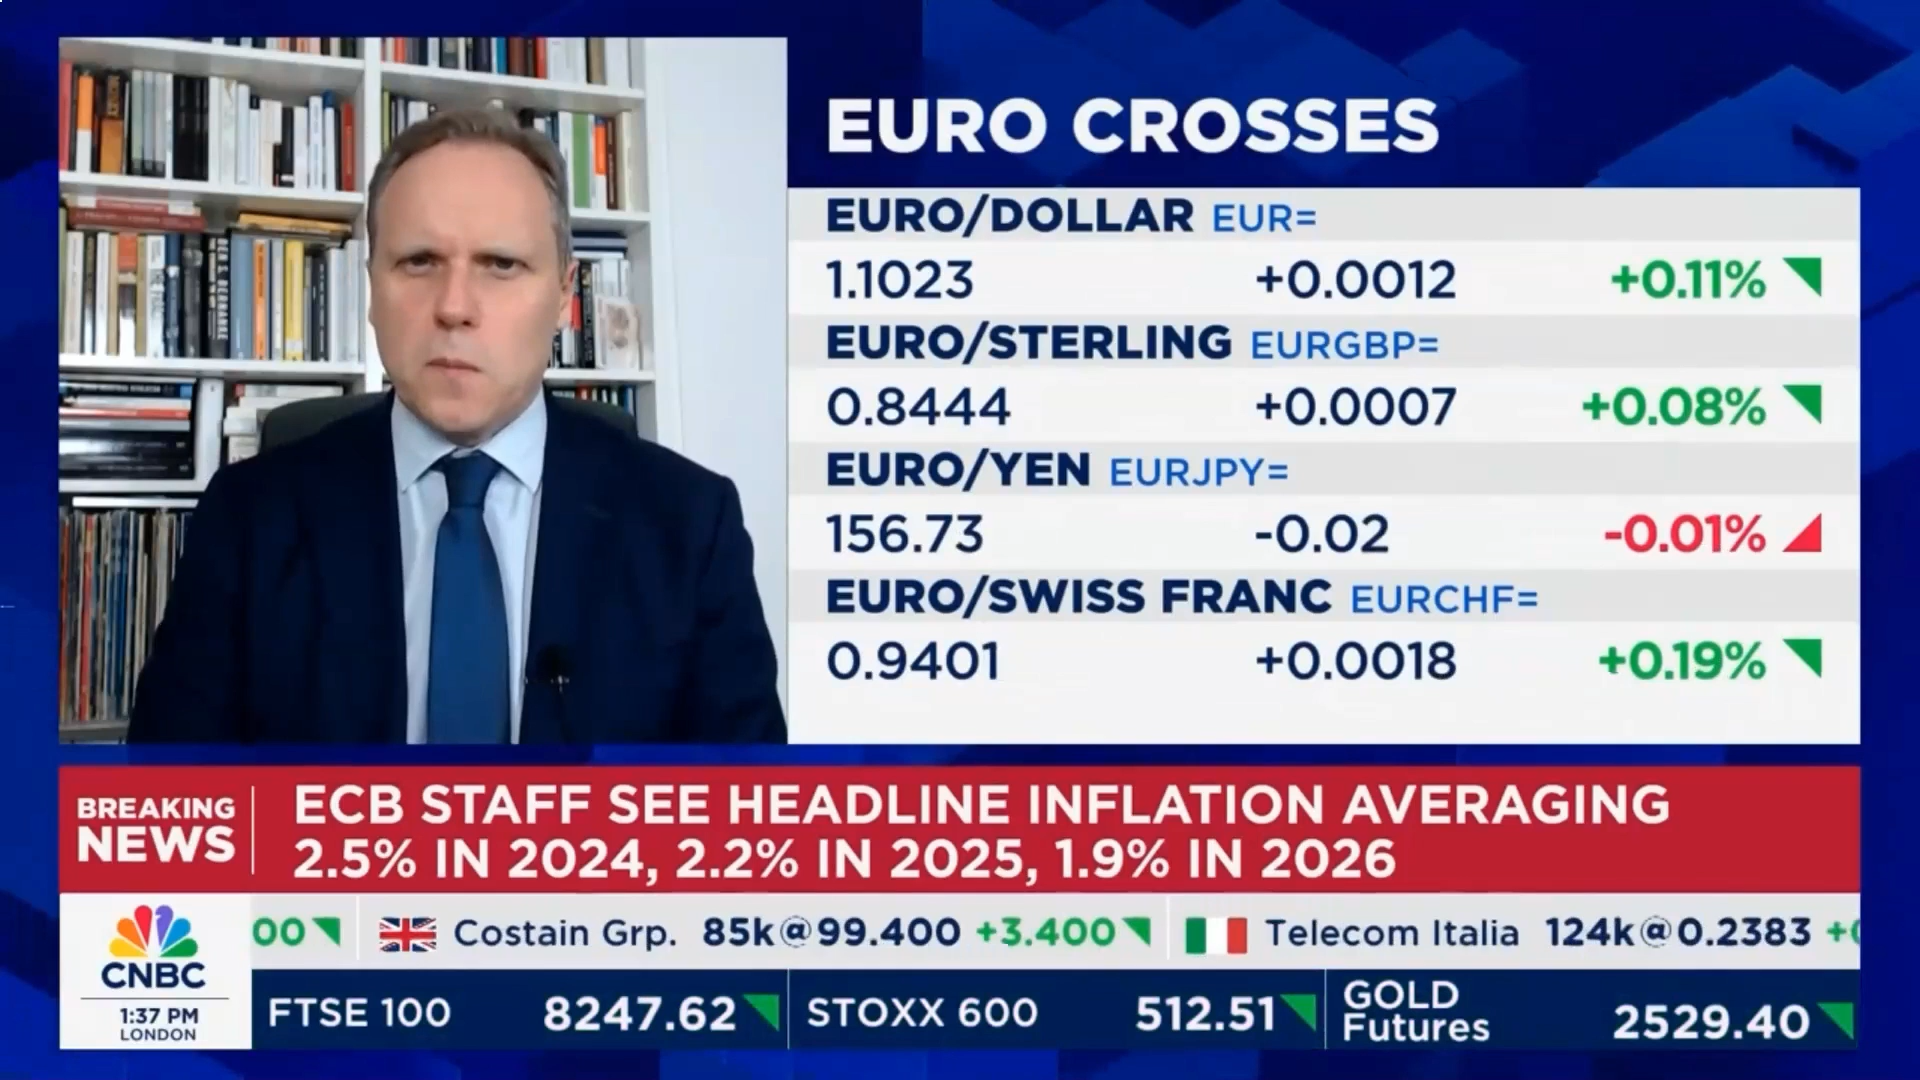 EURO CROSSES
EURO/DOLLAR EUR=
1.1023 +0.0012 +0.11%
EURO/STERLING EURGBP=
0.8444 +0.0007 +0.08%
EURO/YEN EURJPY=
156.73 -0.02 -0.01%
EURO/SWISS FRANC EURCHF=
0.9401 +0.0018 +0.19%
BREAKING
NEWS
ECB STAFF SEE HEADLINE INFLATION AVERAGING
2.5% IN 2024, 2.2% IN 2025, 1.9% IN 2026
00 Costain Grp. 85k@99.400 +3.400 Telecom Italia 124k@0.2383
CNBC
1:37 PM
LONDON
FTSE 100 8247.62
STOXX 600 512.51
GOLD
Futures 2529.40